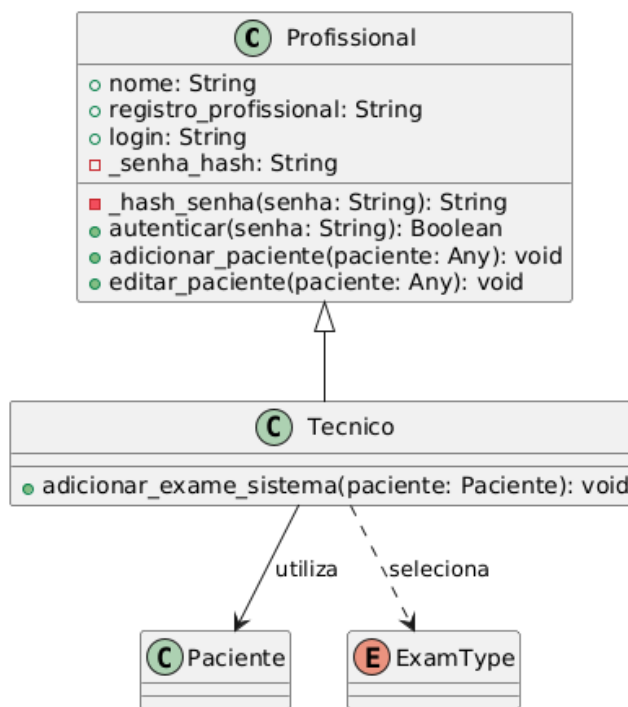 C Profissional
nome: String
registro_profissional: String
login: String
_senha_hash: String
_hash_senha(senha: String): String
autenticar(senha: String): Boolean
adicionar_paciente(paciente: Any): void
editar_paciente(paciente: Any): void
C Tecnico
adicionar_exame_sistema(paciente: Paciente): void
utiliza
seleciona
C Paciente
E ExamType